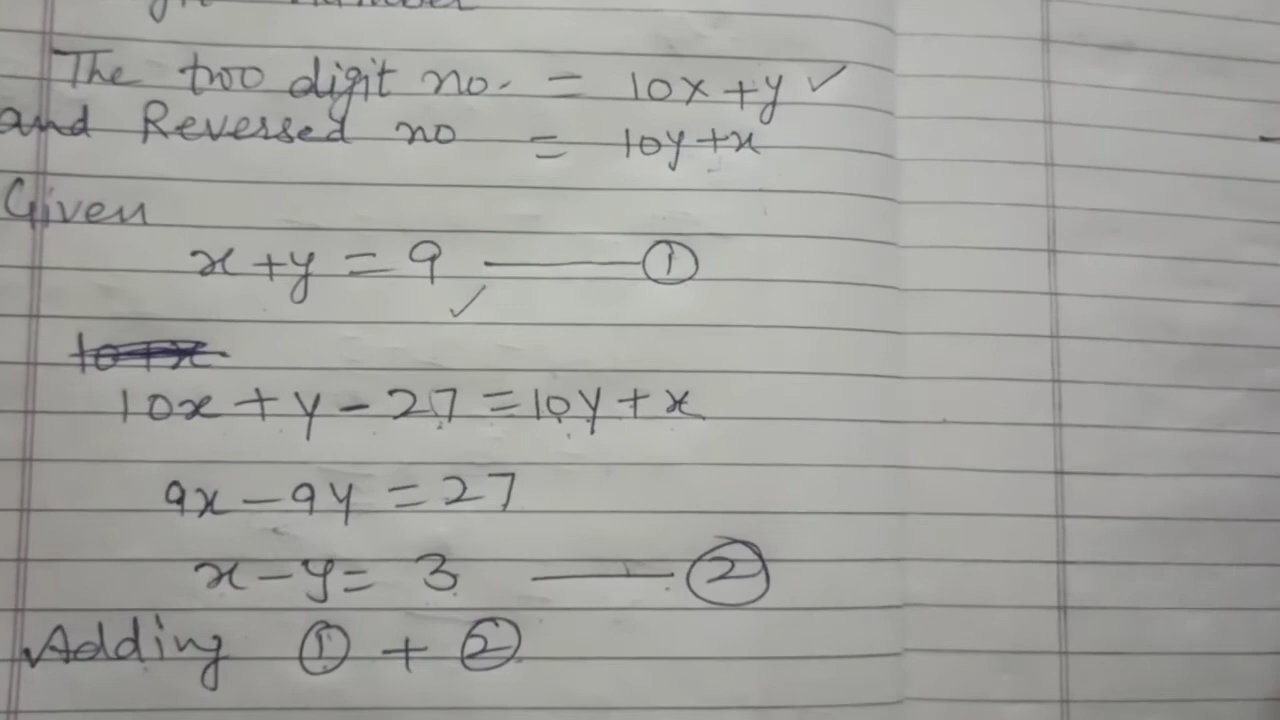 The two digit no. = 10x+y ✓
and Reversed no = 10y+x
Given
x+y = 9 —— ①
✓
10x + y - 27 = 10y + x
9x - 9y = 27
x - y = 3 —— ②
Adding ① + ②